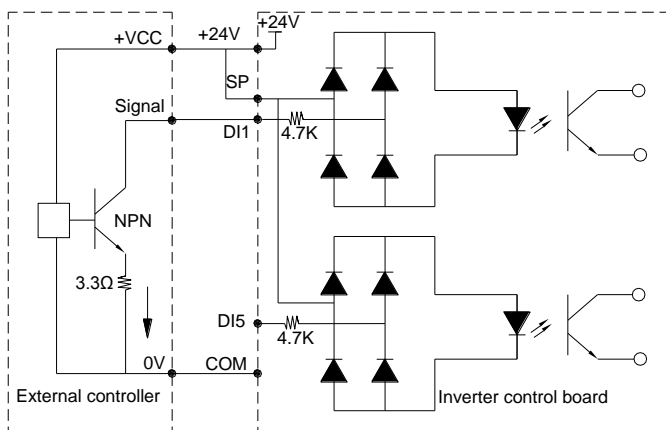 +24V
+VCC
+24V
SP
Signal
DI1
4.7K
NPN
3.3Ω
DI5
4.7K
0V
COM
External controller
Inverter control board